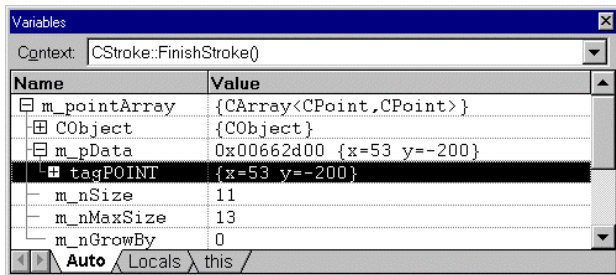 Variables
Context: CStroke::FinishStroke()
Name Value
m_pointArray {CArray<CPoint,CPoint>}
CObject {CObject}
m_pData 0x00662d00 {x=53 y=-200}
tagPOINT {x=53 y=-200}
m_nSize 11
m_nMaxSize 13
m_nGrowBy 0
Auto Locals this